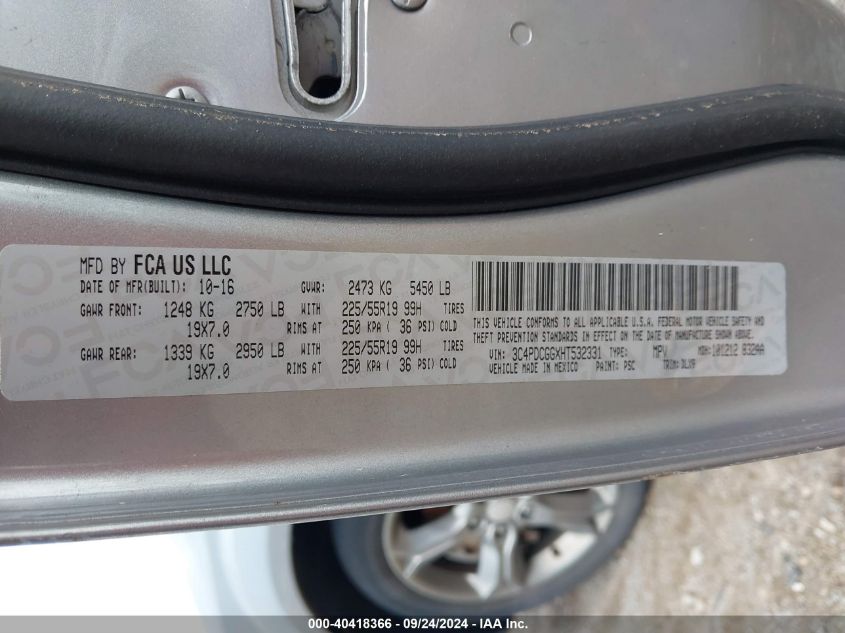 MFD BY FCA US LLC
DATE OF MFR(BUILT): 10-16 GVWR: 2473 KG 5450 LB
GAWR FRONT: 1248 KG 2750 LB WITH 225/55R19 99H TIRES
19X7.0 RIMS AT 250 KPA ( 36 PSI) COLD
GAWR REAR: 1339 KG 2950 LB WITH 225/55R19 99H TIRES
19X7.0 RIMS AT 250 KPA ( 36 PSI) COLD
THIS VEHICLE CONFORMS TO ALL APPLICABLE U.S.A. FEDERAL MOTOR VEHICLE SAFETY AND
THEFT PREVENTION STANDARDS IN EFFECT ON THE DATE OF MANUFACTURE SHOWN ABOVE.
VIN: 3C4PDCGGXHT532331 TYPE: MPV MDH: 101212 032AA
VEHICLE MADE IN MEXICO PAINT: PSC TRIM: DLX9
000-40418366 - 09/24/2024 - IAA Inc.